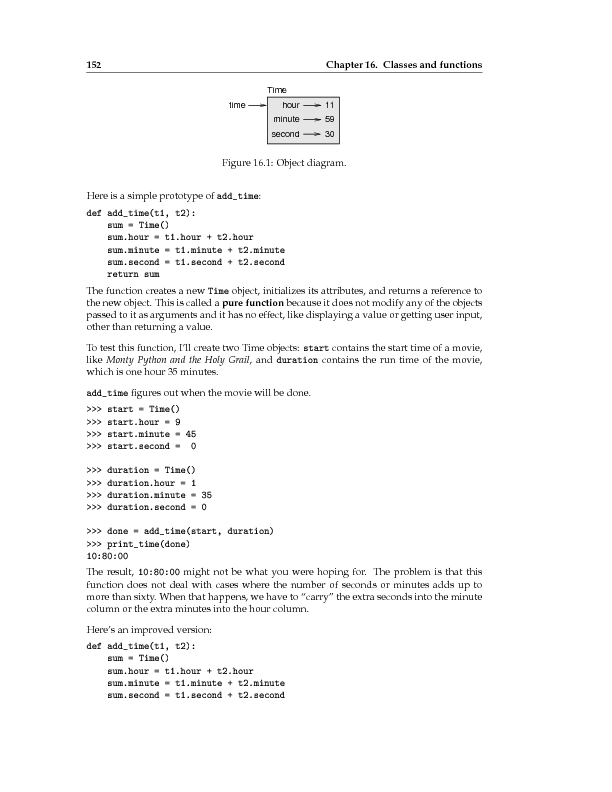 152 Chapter 16. Classes and functions
Time
time hour 11
minute 59
second 30
Figure 16.1: Object diagram.
Here is a simple prototype of add_time:
def add_time(t1, t2):
    sum = Time()
    sum.hour = t1.hour + t2.hour
    sum.minute = t1.minute + t2.minute
    sum.second = t1.second + t2.second
    return sum
The function creates a new Time object, initializes its attributes, and returns a reference to
the new object. This is called a pure function because it does not modify any of the objects
passed to it as arguments and it has no effect, like displaying a value or getting user input,
other than returning a value.
To test this function, I'll create two Time objects: start contains the start time of a movie,
like Monty Python and the Holy Grail, and duration contains the run time of the movie,
which is one hour 35 minutes.
add_time figures out when the movie will be done.
>>> start = Time()
>>> start.hour = 9
>>> start.minute = 45
>>> start.second =  0
>>> duration = Time()
>>> duration.hour = 1
>>> duration.minute = 35
>>> duration.second = 0
>>> done = add_time(start, duration)
>>> print_time(done)
10:80:00
The result, 10:80:00 might not be what you were hoping for. The problem is that this
function does not deal with cases where the number of seconds or minutes adds up to
more than sixty. When that happens, we have to “carry” the extra seconds into the minute
column or the extra minutes into the hour column.
Here's an improved version:
def add_time(t1, t2):
    sum = Time()
    sum.hour = t1.hour + t2.hour
    sum.minute = t1.minute + t2.minute
    sum.second = t1.second + t2.second